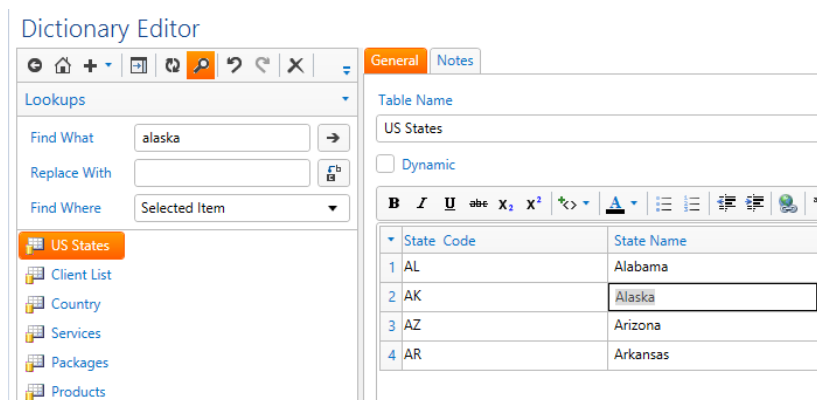 Dictionary Editor
General Notes
Lookups
Table Name
Find What alaska
US States
Replace With
Dynamic
Find Where Selected Item
B I U abc X₂ X² A
US States
State Code State Name
Client List
1 AL Alabama
Country
2 AK Alaska
Services
3 AZ Arizona
Packages
4 AR Arkansas
Products